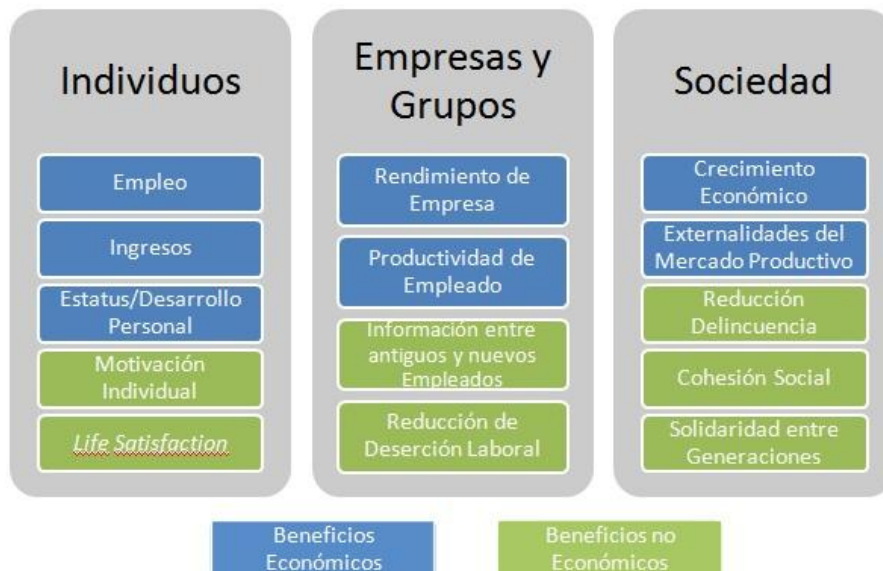 Individuos
Empleo
Ingresos
Estatus/Desarrollo
Personal
Motivación
Individual
Life Satisfaction
Empresas y
Grupos
Rendimiento de
Empresa
Productividad de
Empleado
Información entre
antiguos y nuevos
Empleados
Reducción de
Deserción Laboral
Sociedad
Crecimiento
Económico
Externalidades del
Mercado Productivo
Reducción
Delincuencia
Cohesión Social
Solidaridad entre
Generaciones
Beneficios
Económicos
Beneficios no
Económicos